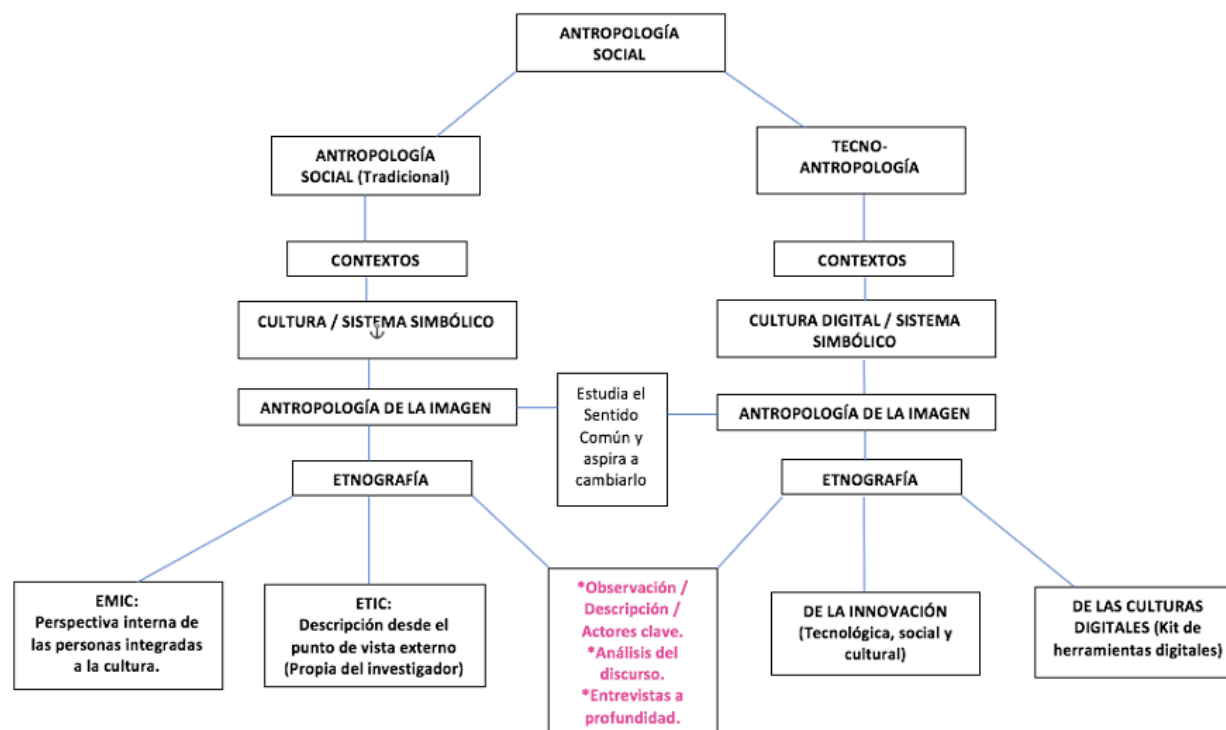 ANTROPOLOGÍA
SOCIAL
ANTROPOLOGÍA
SOCIAL (Tradicional)
TECNO-
ANTROPOLOGÍA
CONTEXTOS
CONTEXTOS
CULTURA / SISTEMA SIMBÓLICO
CULTURA DIGITAL / SISTEMA
SIMBÓLICO
ANTROPOLOGÍA DE LA IMAGEN
Estudia el
Sentido
Común y
aspira a
cambiarlo
ANTROPOLOGÍA DE LA IMAGEN
ETNOGRAFÍA
ETNOGRAFÍA
EMIC:
Perspectiva interna de
las personas integradas
a la cultura.
ETIC:
Descripción desde el
punto de vista externo
(Propia del investigador)
*Observación /
Descripción /
Actores clave.
*Análisis del
discurso.
*Entrevistas a
profundidad.
DE LA INNOVACIÓN
(Tecnológica, social y
cultural)
DE LAS CULTURAS
DIGITALES (Kit de
herramientas digitales)